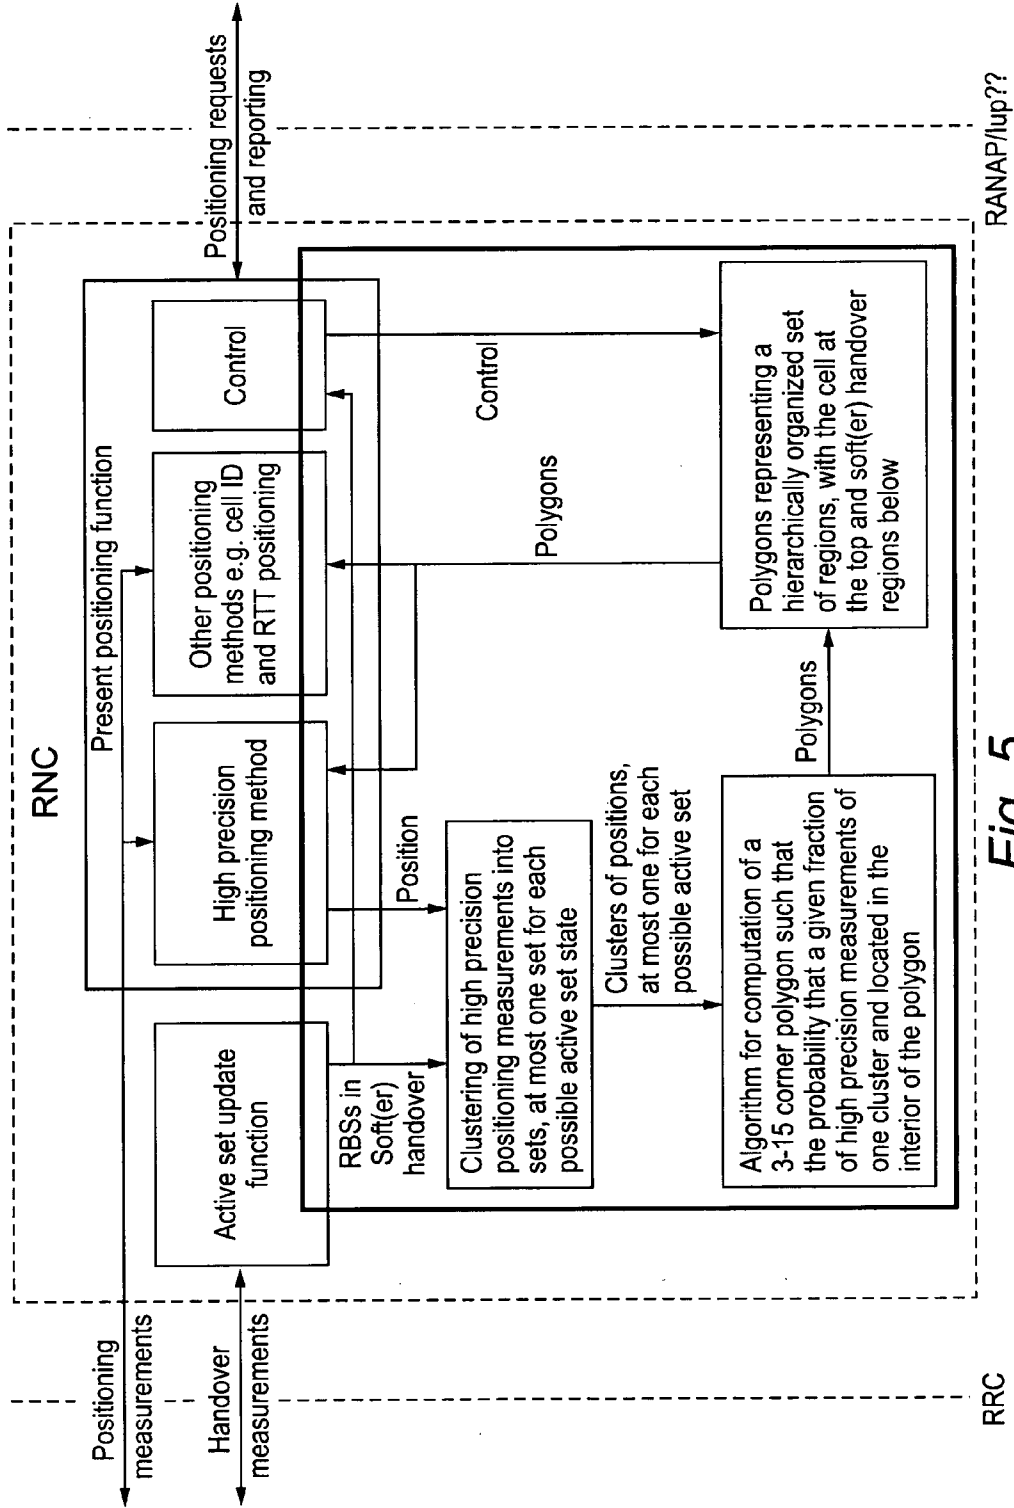 RNC
Present positioning function
Positioning
measurements
Handover
measurements
Active set update
function
High precision
positioning method
Other positioning
methods e.g. cell ID
and RTT positioning
Control
Positioning requests
and reporting
RBSs in
Soft(er)
handover
Position
Polygons
Control
Clustering of high precision
positioning measurements into
sets, at most one set for each
possible active set state
Clusters of positions,
at most one for each
possible active set
Algorithm for computation of a
3-15 corner polygon such that
the probability that a given fraction
of high precision measurements of
one cluster and located in the
interior of the polygon
Polygons
Polygons representing a
hierarchically organized set
of regions, with the cell at
the top and soft(er) handover
regions below
RRC
RANAP/Iup??
Fig. 5